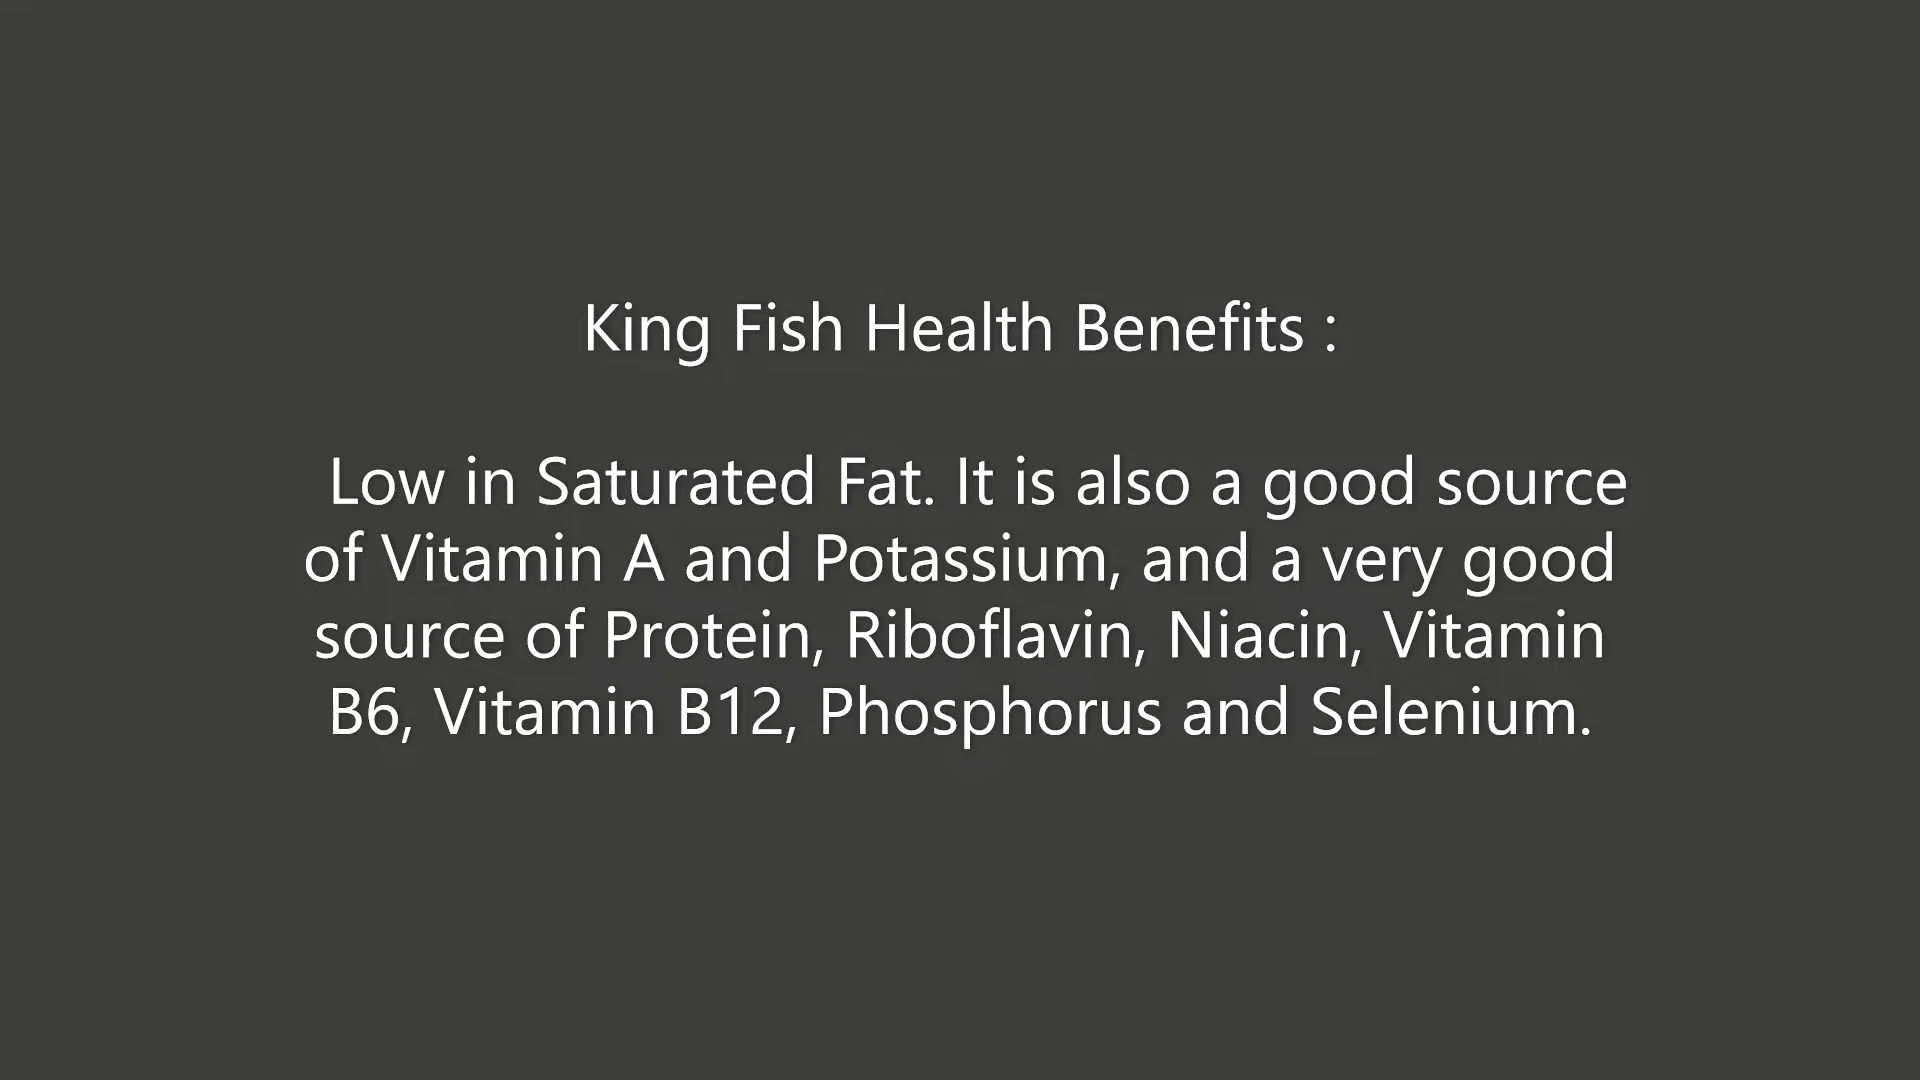 King Fish Health Benefits :
Low in Saturated Fat. It is also a good source
of Vitamin A and Potassium, and a very good
source of Protein, Riboflavin, Niacin, Vitamin
B6, Vitamin B12, Phosphorus and Selenium.